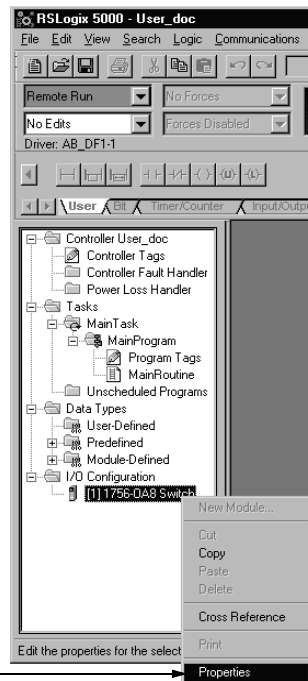 RSLogix 5000 - User_doc
File Edit View Search Logic Communications
Remote Run No Forces
No Edits Forces Disabled
Driver: AB_DF1-1
User Bit Timer/Counter Input/Outp
Controller User_doc
Controller Tags
Controller Fault Handler
Power Loss Handler
Tasks
MainTask
MainProgram
Program Tags
MainRoutine
Unscheduled Programs
Data Types
User-Defined
Predefined
Module-Defined
I/O Configuration
[1] 1756-OA8 Switch
New Module...
Cut
Copy
Paste
Delete
Cross Reference
Print
Edit the properties for the select
Properties